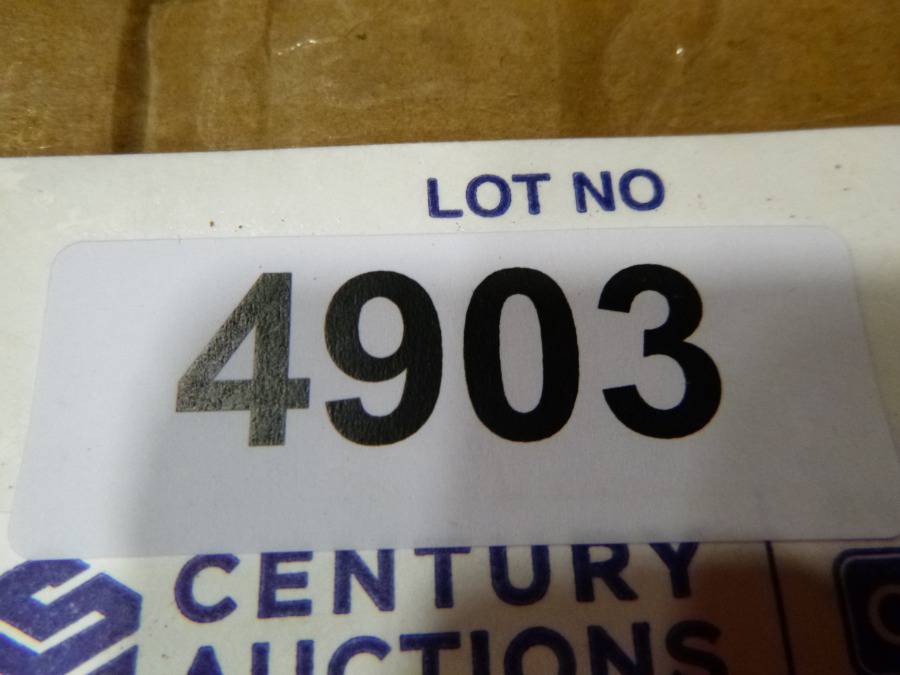 LOT NO
4903
CENTURY
AUCTIONS